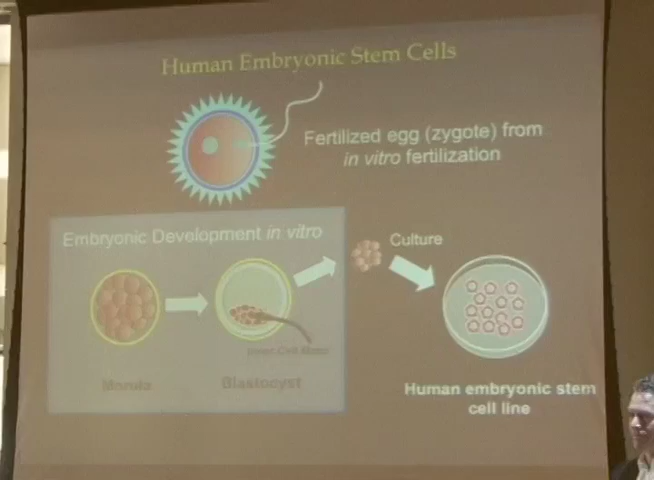 Human Embryonic Stem Cells
Fertilized egg (zygote) from
in vitro fertilization
Embryonic Development in vitro
Culture
Inner Cell Mass
Morula
Blastocyst
Human embryonic stem
cell line